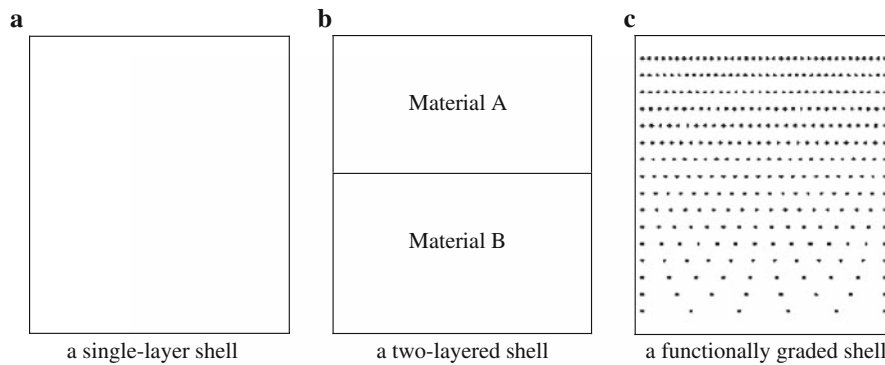 a
b
c
Material A
Material B
a single-layer shell
a two-layered shell
a functionally graded shell